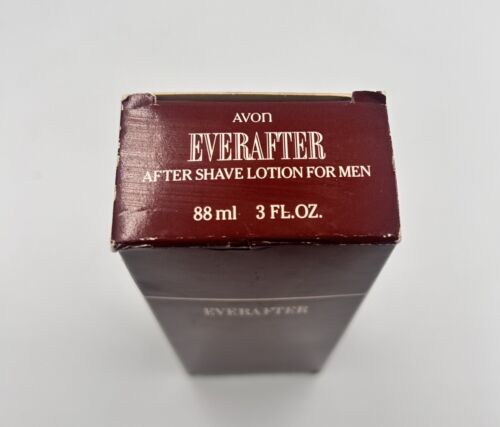 AVON
EVERAFTER
AFTER SHAVE LOTION FOR MEN
88 ml 3 FL.OZ.
EVERAFTER